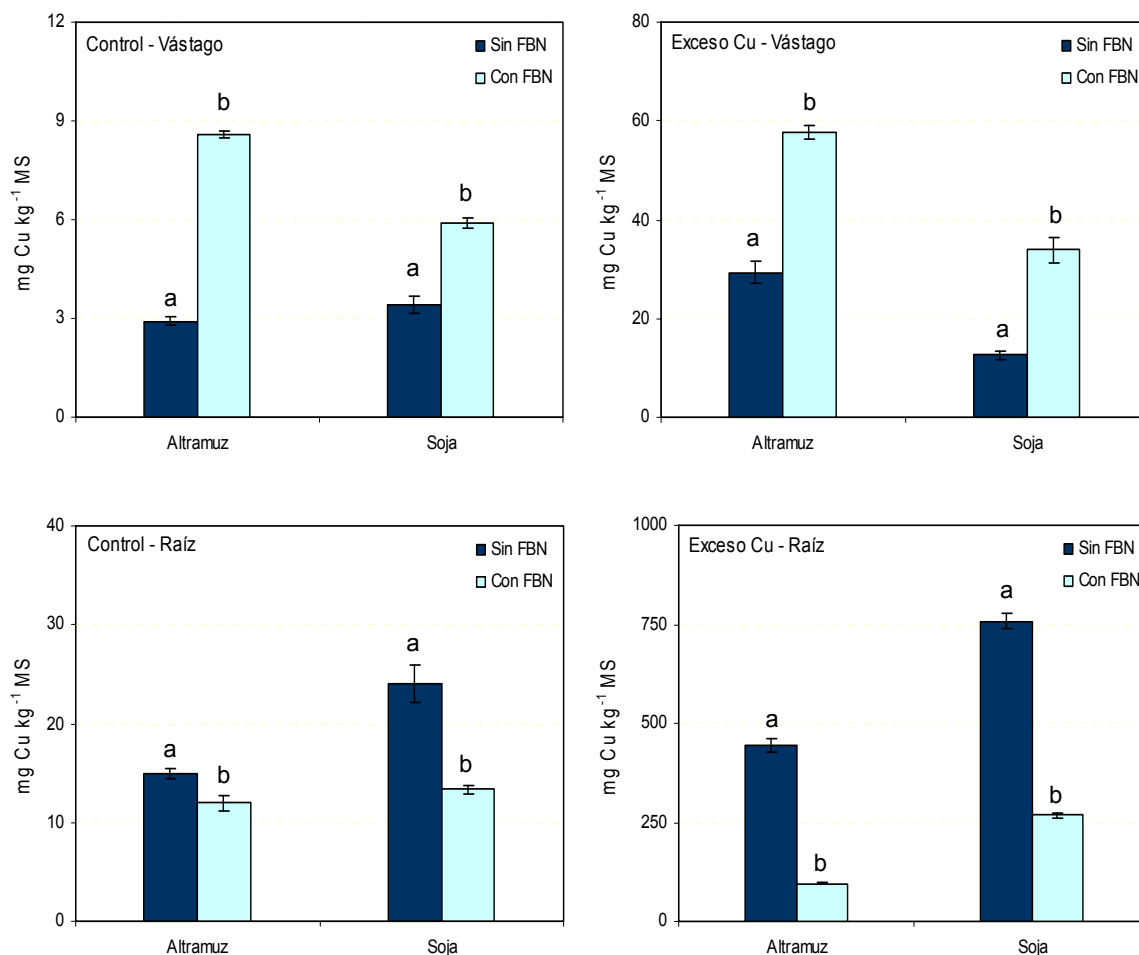 Control - Vástago
Sin FBN
Con FBN
mg Cu kg⁻¹ MS
12
9
6
3
0
a
b
a
b
Altramuz
Soja
Exceso Cu - Vástago
Sin FBN
Con FBN
mg Cu kg⁻¹ MS
80
60
40
20
0
a
b
a
b
Altramuz
Soja
Control - Raíz
Sin FBN
Con FBN
mg Cu kg⁻¹ MS
40
30
20
10
0
a
b
a
b
Altramuz
Soja
Exceso Cu - Raíz
Sin FBN
Con FBN
mg Cu kg⁻¹ MS
1000
750
500
250
0
a
b
a
b
Altramuz
Soja